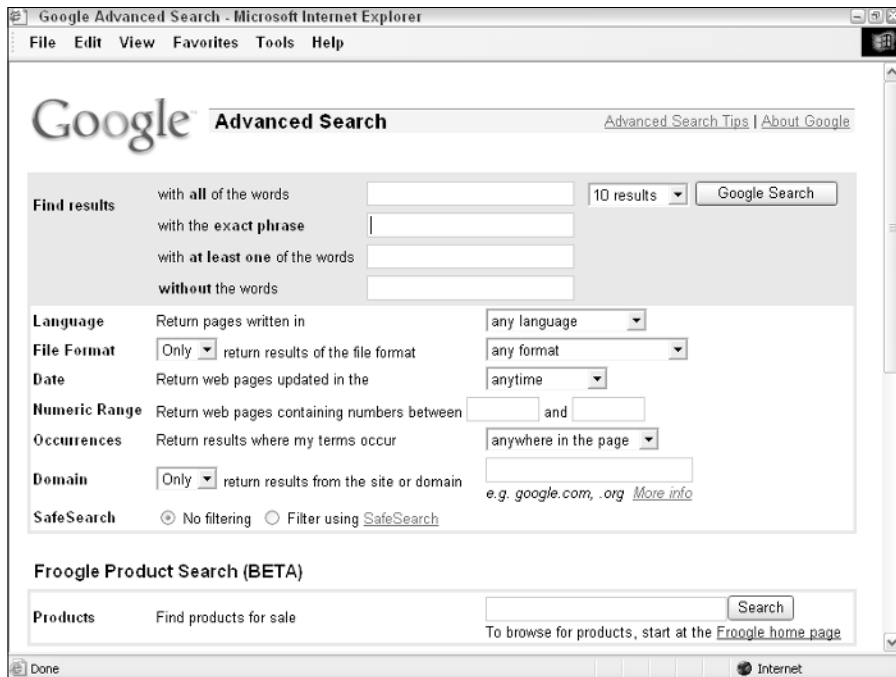 Google Advanced Search - Microsoft Internet Explorer
File Edit View Favorites Tools Help
Google™ Advanced Search Advanced Search Tips | About Google
Find results with all of the words 10 results Google Search
with the exact phrase
with at least one of the words
without the words
Language Return pages written in any language
File Format Only return results of the file format any format
Date Return web pages updated in the anytime
Numeric Range Return web pages containing numbers between and
Occurrences Return results where my terms occur anywhere in the page
Domain Only return results from the site or domain
e.g. google.com, .org More info
SafeSearch No filtering Filter using SafeSearch
Froogle Product Search (BETA)
Products Find products for sale Search
To browse for products, start at the Froogle home page
Done Internet